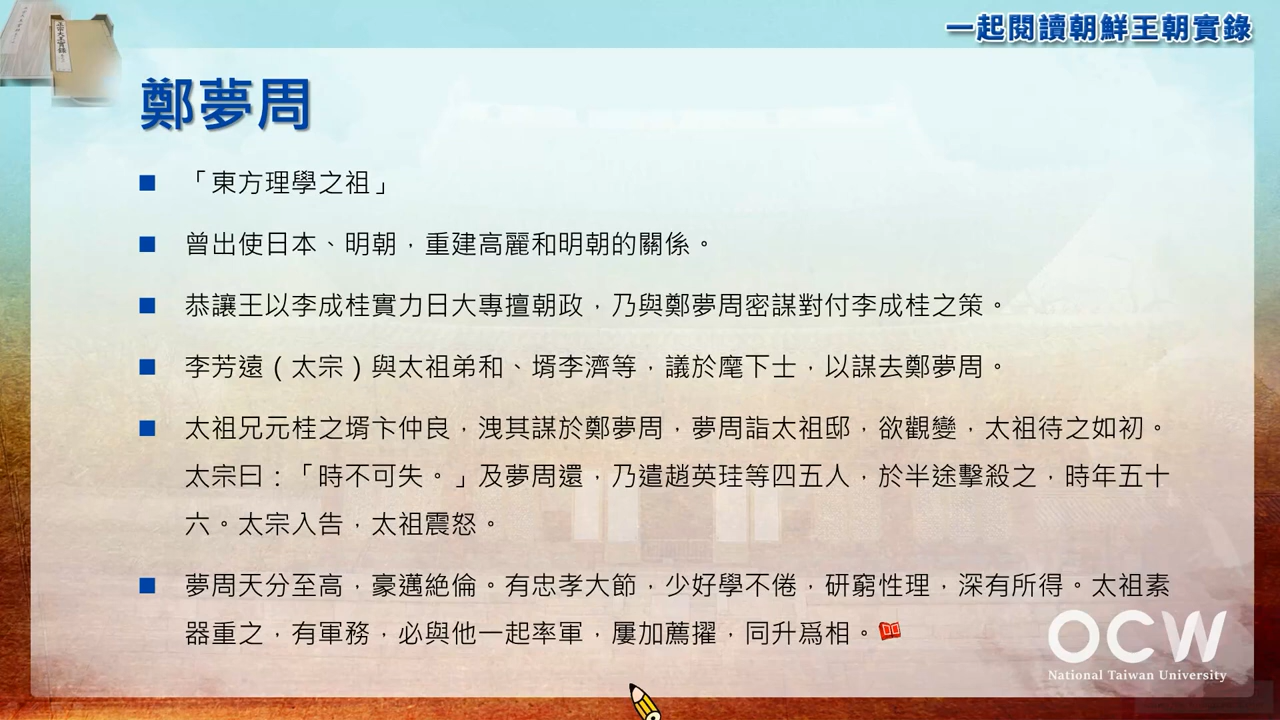 一起閱讀朝鮮王朝實錄
鄭夢周
「東方理學之祖」
曾出使日本、明朝，重建高麗和明朝的關係。
恭讓王以李成桂實力日大專擅朝政，乃與鄭夢周密謀對付李成桂之策。
李芳遠（太宗）與太祖弟和、壻李濟等，議於麾下士，以謀去鄭夢周。
太祖兄元桂之壻卞仲良，洩其謀於鄭夢周，夢周詣太祖邸，欲觀變，太祖待之如初。
太宗曰：「時不可失。」及夢周還，乃遣趙英珪等四五人，於半途擊殺之，時年五十
六。太宗入告，太祖震怒。
夢周天分至高，豪邁絶倫。有忠孝大節，少好學不倦，研窮性理，深有所得。太祖素
器重之，有軍務，必與他一起率軍，屢加薦擢，同升爲相。
OCW
National Taiwan University